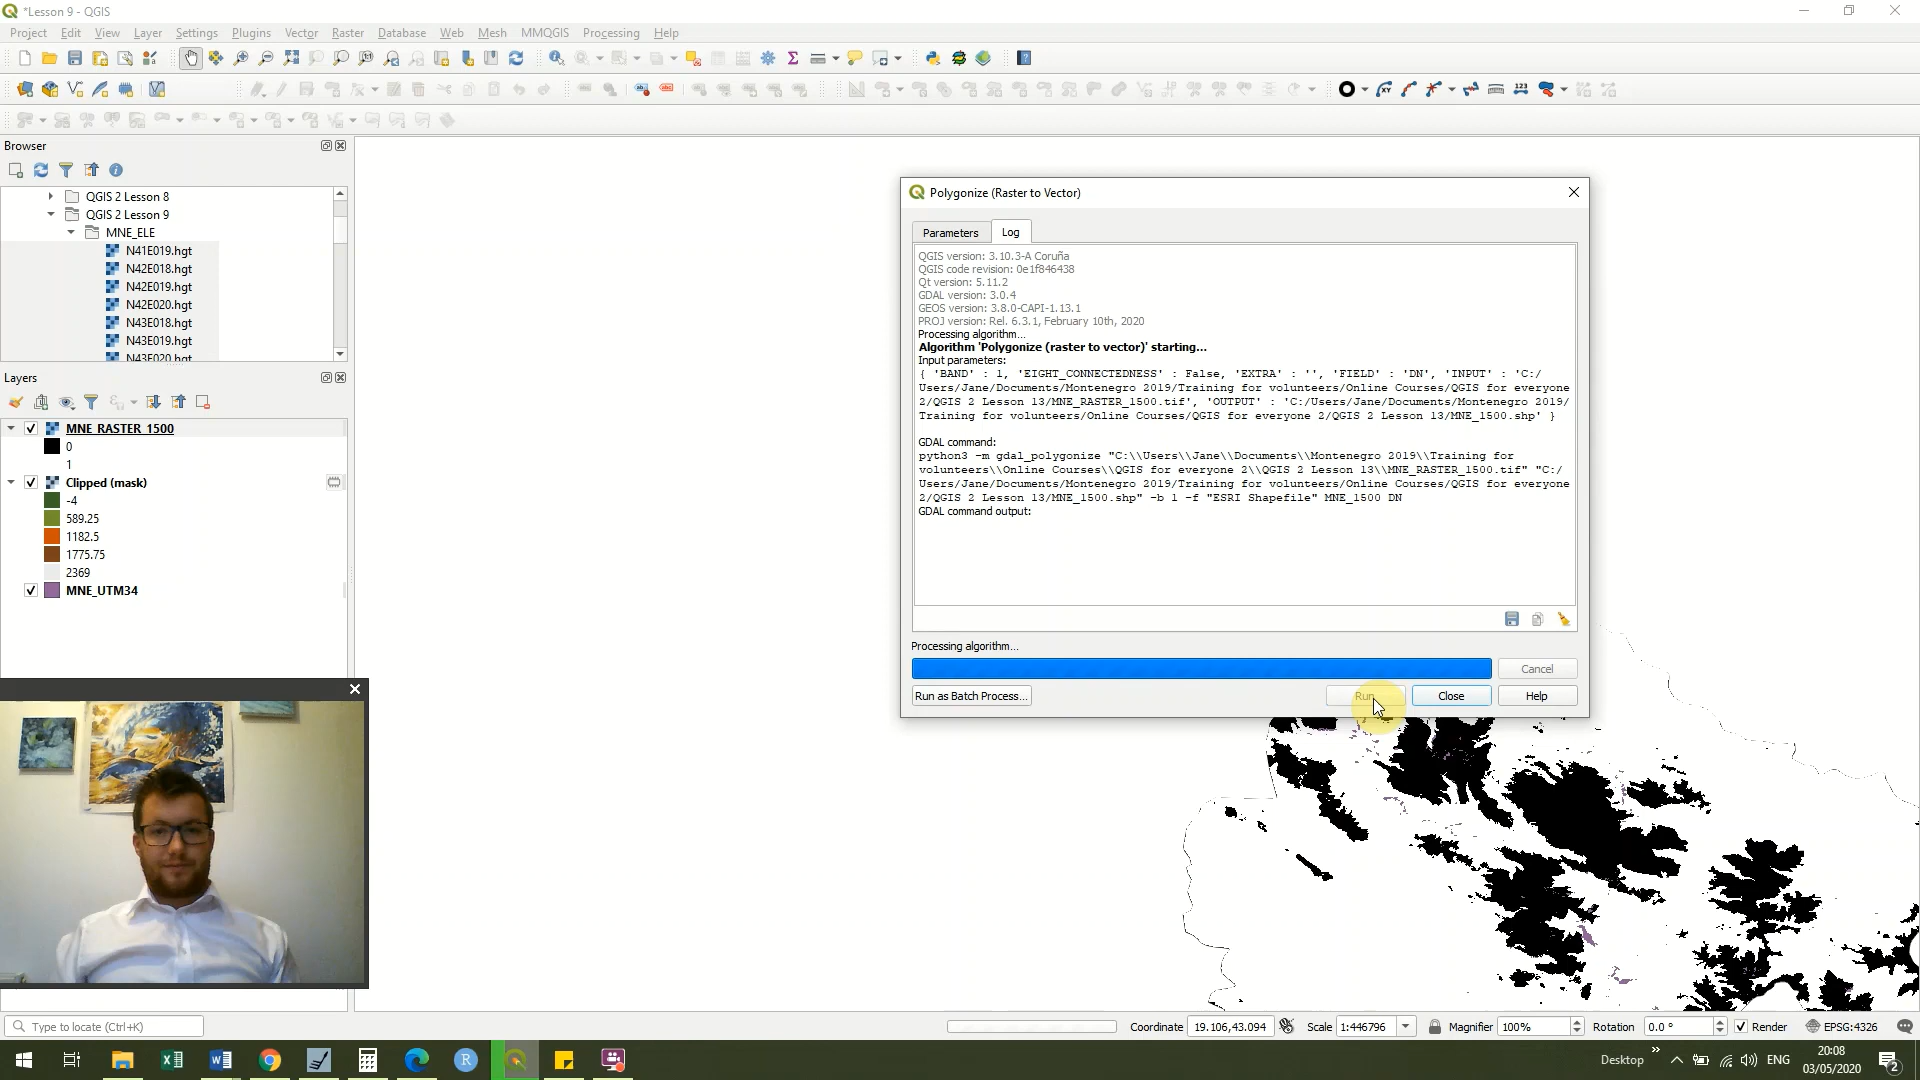 *Lesson 9 - QGIS
Project Edit View Layer Settings Plugins Vector Raster Database Web Mesh MMQGIS Processing Help
Browser
QGIS 2 Lesson 8
QGIS 2 Lesson 9
MNE_ELE
N41E019.hgt
N42E018.hgt
N42E019.hgt
N42E020.hgt
N43E018.hgt
N43E019.hgt
N43E020.hgt
Layers
MNE_RASTER_1500
0
1
Clipped (mask)
-4
589.25
1182.5
1775.75
2369
MNE_UTM34
Polygonize (Raster to Vector)
Parameters Log
QGIS version: 3.10.3-A Coruña
QGIS code revision: 0e1f846438
Qt version: 5.11.2
GDAL version: 3.0.4
GEOS version: 3.8.0-CAPI-1.13.1
PROJ version: Rel. 6.3.1, February 10th, 2020
Processing algorithm...
Algorithm 'Polygonize (raster to vector)' starting...
Input parameters:
{ 'BAND' : 1, 'EIGHT_CONNECTEDNESS' : False, 'EXTRA' : '', 'FIELD' : 'DN', 'INPUT' : 'C:/
Users/Jane/Documents/Montenegro 2019/Training for volunteers/Online Courses/QGIS for everyone
2/QGIS 2 Lesson 13/MNE_RASTER_1500.tif', 'OUTPUT' : 'C:/Users/Jane/Documents/Montenegro 2019/
Training for volunteers/Online Courses/QGIS for everyone 2/QGIS 2 Lesson 13/MNE_1500.shp' }
GDAL command:
python3 -m gdal_polygonize "C:\\Users\\Jane\\Documents\\Montenegro 2019\\Training for
volunteers\\Online Courses\\QGIS for everyone 2\\QGIS 2 Lesson 13\\MNE_RASTER_1500.tif" "C:/
Users/Jane/Documents/Montenegro 2019/Training for volunteers/Online Courses/QGIS for everyone
2/QGIS 2 Lesson 13/MNE_1500.shp" -b 1 -f "ESRI Shapefile" MNE_1500 DN
GDAL command output:
Processing algorithm...
Cancel
Run as Batch Process... Run Close Help
Type to locate (Ctrl+K)
Coordinate 19.106,43.094 Scale 1:446796 Magnifier 100% Rotation 0.0 ° Render EPSG:4326
Desktop ENG 20:08
03/05/2020
2